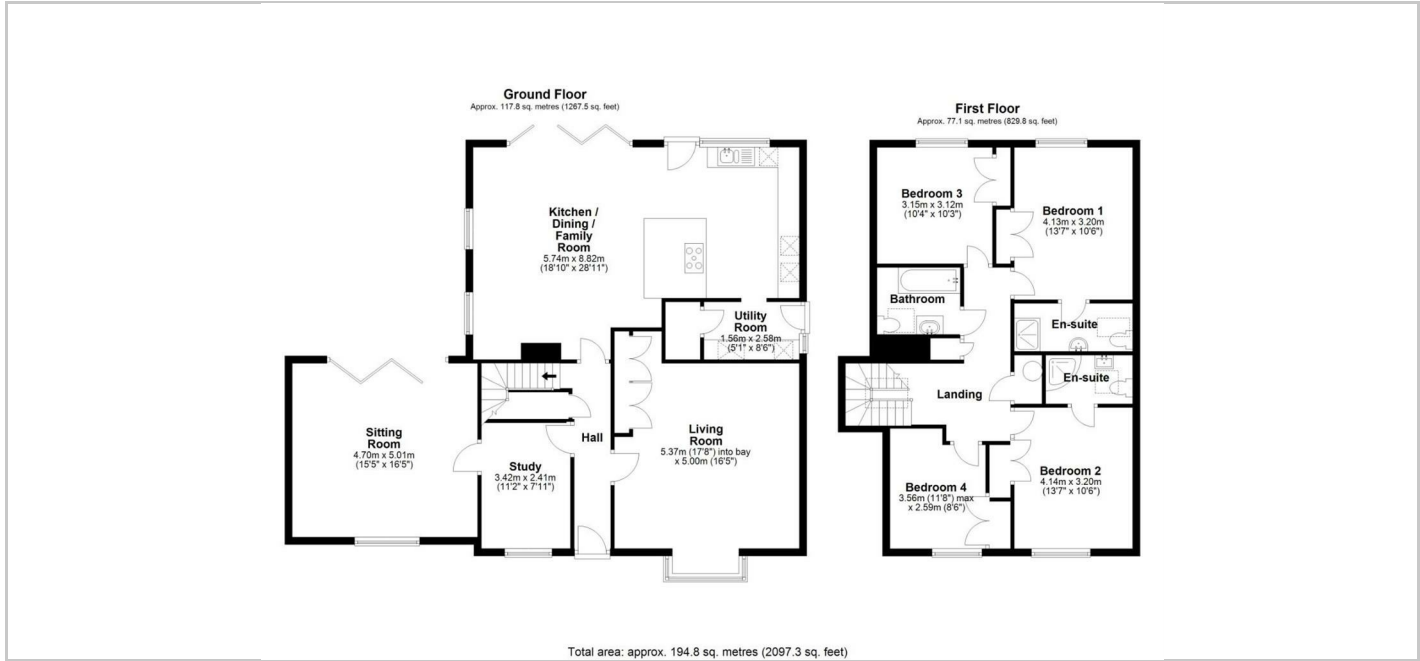 Ground Floor
Approx. 117.8 sq. metres (1267.5 sq. feet)
Kitchen /
Dining /
Family
Room
5.74m x 8.82m
(18'10" x 28'11")
Utility
Room
1.56m x 2.58m
(5'1" x 8'6")
Sitting
Room
4.70m x 5.01m
(15'5" x 16'5")
Study
3.42m x 2.41m
(11'2" x 7'11")
Hall
Living
Room
5.37m (17'8") into bay
x 5.00m (16'5")
First Floor
Approx. 77.1 sq. metres (829.8 sq. feet)
Bedroom 3
3.15m x 3.12m
(10'4" x 10'3")
Bedroom 1
4.13m x 3.20m
(13'7" x 10'6")
Bathroom
En-suite
En-suite
Landing
Bedroom 4
3.56m (11'8") max
x 2.59m (8'6")
Bedroom 2
4.14m x 3.20m
(13'7" x 10'6")
Total area: approx. 194.8 sq. metres (2097.3 sq. feet)